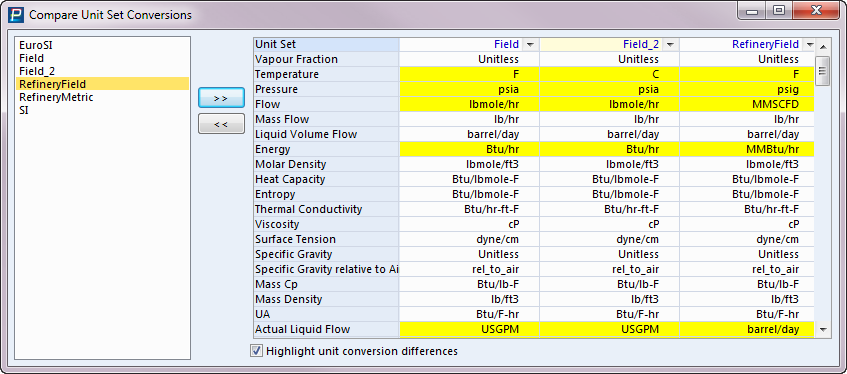 Compare Unit Set Conversions
EuroSI
Field
Field_2
RefineryField
RefineryMetric
SI
>>
<<
Unit Set Field Field_2 RefineryField
Vapour Fraction Unitless Unitless Unitless
Temperature F C F
Pressure psia psia psig
Flow lbmole/hr lbmole/hr MMSCFD
Mass Flow lb/hr lb/hr lb/hr
Liquid Volume Flow barrel/day barrel/day barrel/day
Energy Btu/hr Btu/hr MMBtu/hr
Molar Density lbmole/ft3 lbmole/ft3 lbmole/ft3
Heat Capacity Btu/lbmole-F Btu/lbmole-F Btu/lbmole-F
Entropy Btu/lbmole-F Btu/lbmole-F Btu/lbmole-F
Thermal Conductivity Btu/hr-ft-F Btu/hr-ft-F Btu/hr-ft-F
Viscosity cP cP cP
Surface Tension dyne/cm dyne/cm dyne/cm
Specific Gravity Unitless Unitless Unitless
Specific Gravity relative to Ai rel_to_air rel_to_air rel_to_air
Mass Cp Btu/lb-F Btu/lb-F Btu/lb-F
Mass Density lb/ft3 lb/ft3 lb/ft3
UA Btu/F-hr Btu/F-hr Btu/F-hr
Actual Liquid Flow USGPM USGPM barrel/day
Highlight unit conversion differences